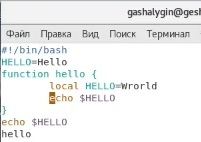 gashalygin@gesh
Файл Правка Вид Поиск Терминал
#!/bin/bash
HELLO=Hello
function hello {
local HELLO=Wrorld
echo $HELLO
}
echo $HELLO
hello